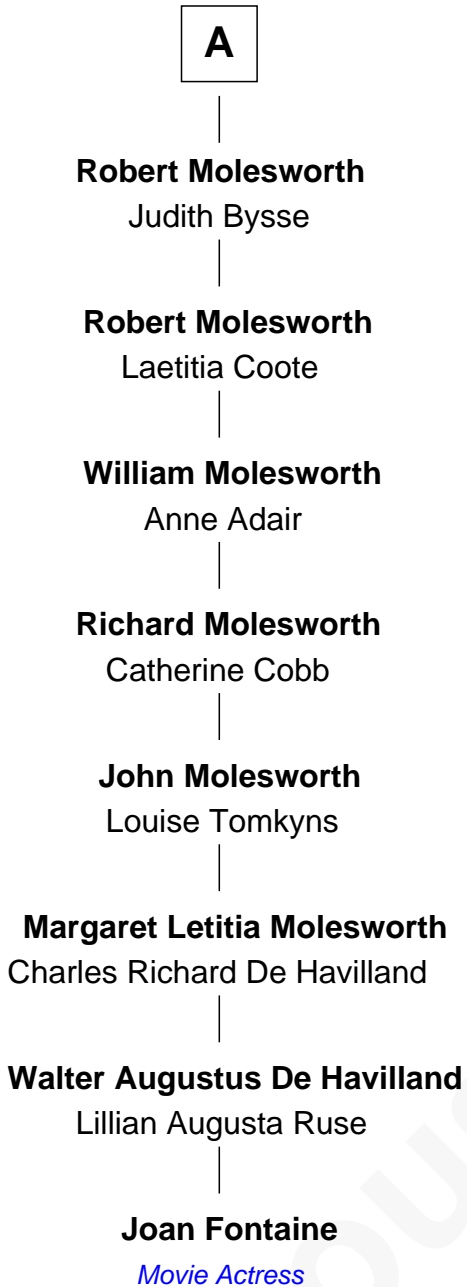 A
Robert Molesworth
Judith Bysse
Robert Molesworth
Laetitia Coote
William Molesworth
Anne Adair
Richard Molesworth
Catherine Cobb
John Molesworth
Louise Tomkyns
Margaret Letitia Molesworth
Charles Richard De Havilland
Walter Augustus De Havilland
Lillian Augusta Ruse
Joan Fontaine
Movie Actress